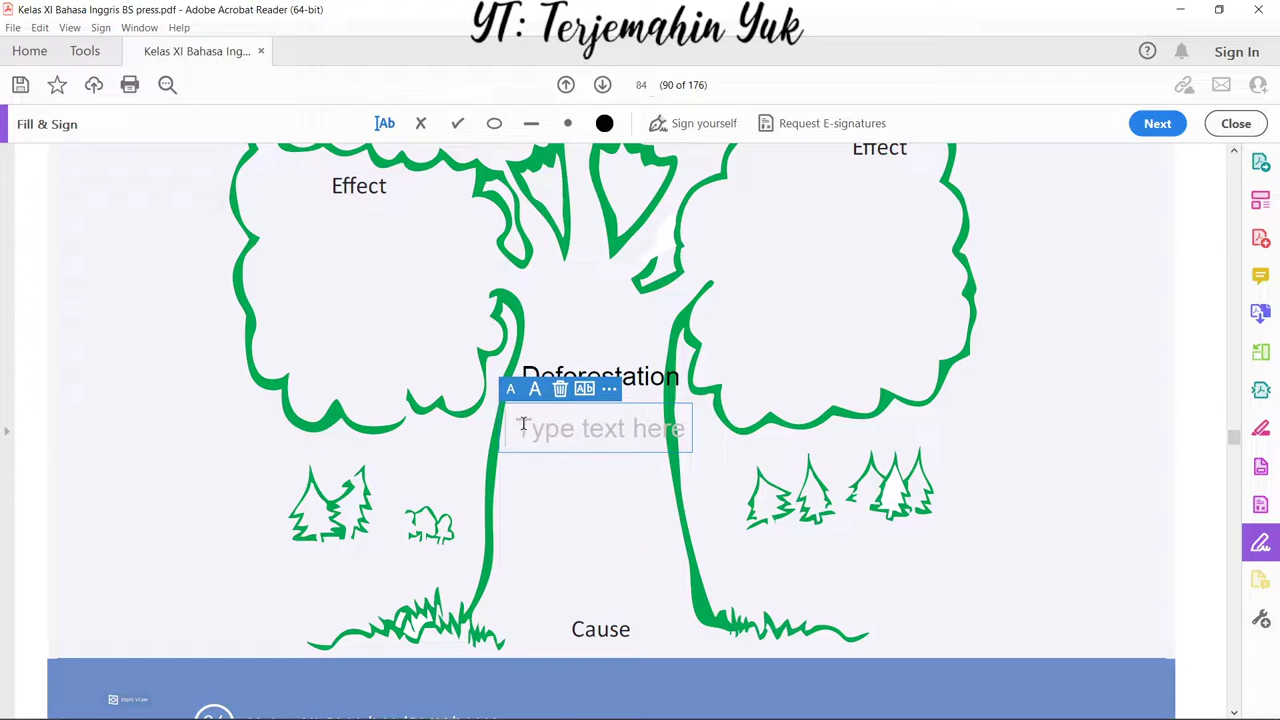 Kelas XI Bahasa Inggris BS press.pdf - Adobe Acrobat Reader (64-bit)
YT: Terjemahin Yuk
File Edit View Sign Window Help
Home Tools Kelas XI Bahasa Ing... × Sign In
84 (90 of 176)
Fill & Sign Ab Sign yourself Request E-signatures Next Close
Effect
Effect
Deforestation
A A Ab ...
Type text here
Cause